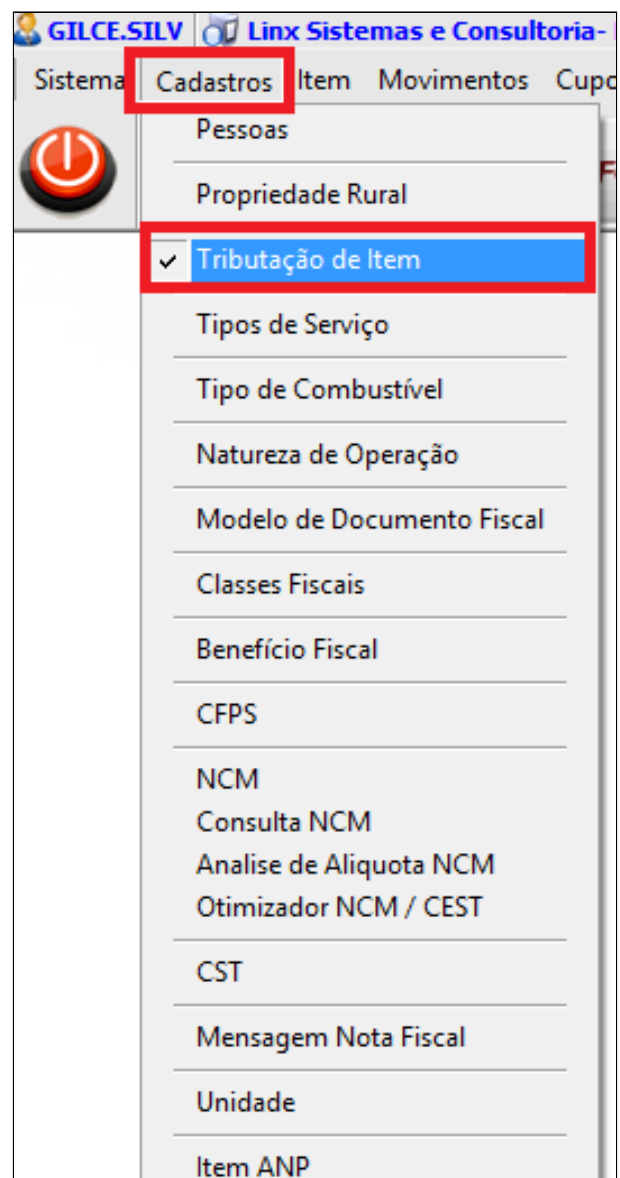 GILCE.SILV Linx Sistemas e Consultoria-
Sistema Cadastros Item Movimentos Cupo
Pessoas
Propriedade Rural
Tributação de Item
Tipos de Serviço
Tipo de Combustível
Natureza de Operação
Modelo de Documento Fiscal
Classes Fiscais
Benefício Fiscal
CFPS
NCM
Consulta NCM
Analise de Aliquota NCM
Otimizador NCM / CEST
CST
Mensagem Nota Fiscal
Unidade
Item ANP